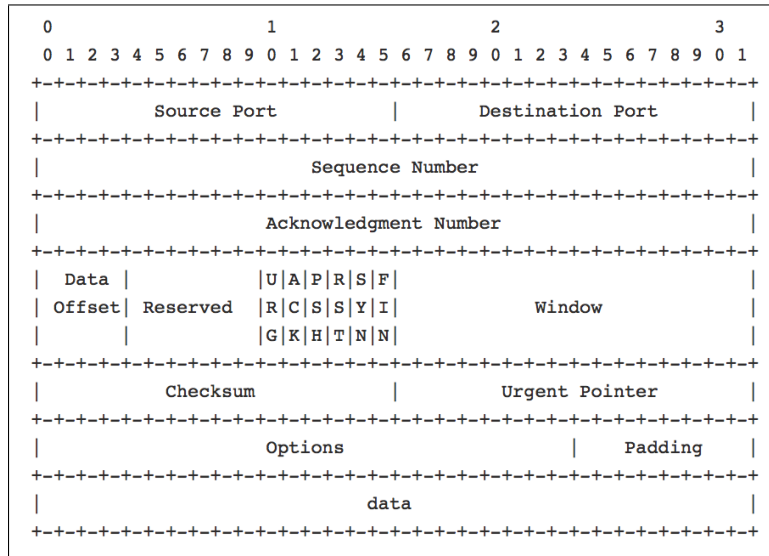 0                   1                   2                   3
0 1 2 3 4 5 6 7 8 9 0 1 2 3 4 5 6 7 8 9 0 1 2 3 4 5 6 7 8 9 0 1
+-+-+-+-+-+-+-+-+-+-+-+-+-+-+-+-+-+-+-+-+-+-+-+-+-+-+-+-+-+-+-+-+
|          Source Port          |       Destination Port        |
+-+-+-+-+-+-+-+-+-+-+-+-+-+-+-+-+-+-+-+-+-+-+-+-+-+-+-+-+-+-+-+-+
|                        Sequence Number                        |
+-+-+-+-+-+-+-+-+-+-+-+-+-+-+-+-+-+-+-+-+-+-+-+-+-+-+-+-+-+-+-+-+
|                    Acknowledgment Number                      |
+-+-+-+-+-+-+-+-+-+-+-+-+-+-+-+-+-+-+-+-+-+-+-+-+-+-+-+-+-+-+-+-+
|  Data |           |U|A|P|R|S|F|                               |
| Offset| Reserved  |R|C|S|S|Y|I|            Window             |
|       |           |G|K|H|T|N|N|                               |
+-+-+-+-+-+-+-+-+-+-+-+-+-+-+-+-+-+-+-+-+-+-+-+-+-+-+-+-+-+-+-+-+
|           Checksum            |         Urgent Pointer        |
+-+-+-+-+-+-+-+-+-+-+-+-+-+-+-+-+-+-+-+-+-+-+-+-+-+-+-+-+-+-+-+-+
|                    Options                    |    Padding    |
+-+-+-+-+-+-+-+-+-+-+-+-+-+-+-+-+-+-+-+-+-+-+-+-+-+-+-+-+-+-+-+-+
|                             data                              |
+-+-+-+-+-+-+-+-+-+-+-+-+-+-+-+-+-+-+-+-+-+-+-+-+-+-+-+-+-+-+-+-+